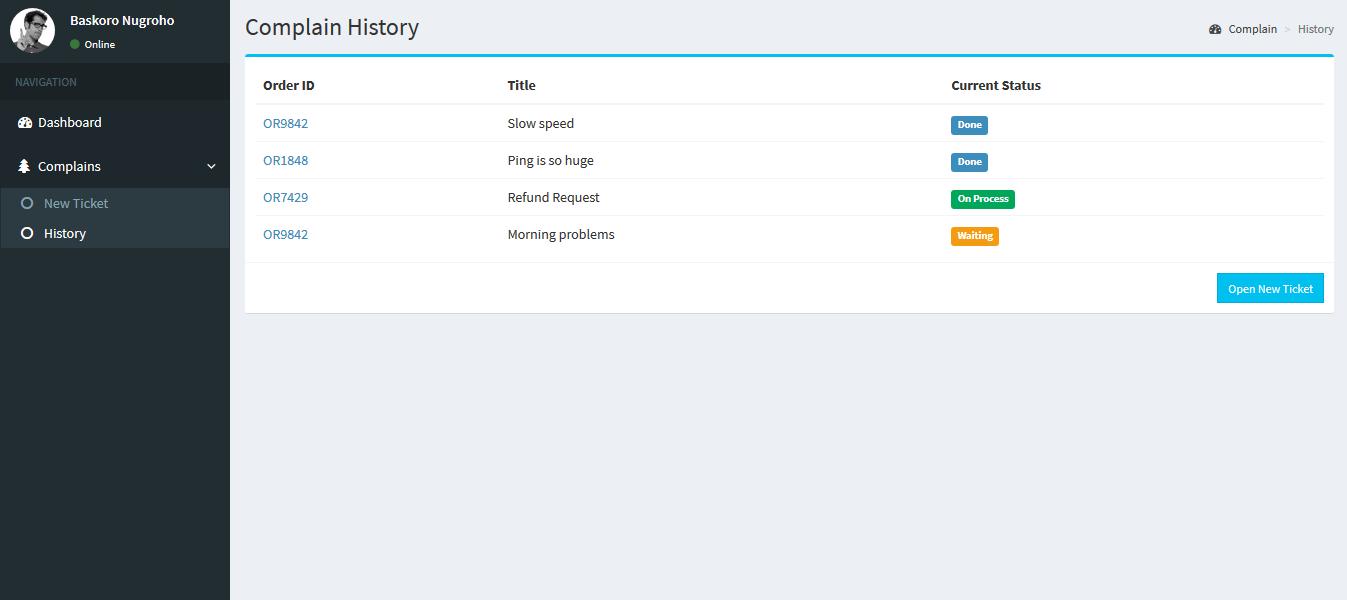 Baskoro Nugroho
Online
NAVIGATION
Dashboard
Complains
New Ticket
History
Complain History
Complain > History
Order ID Title Current Status
OR9842 Slow speed Done
OR1848 Ping is so huge Done
OR7429 Refund Request On Process
OR9842 Morning problems Waiting
Open New Ticket